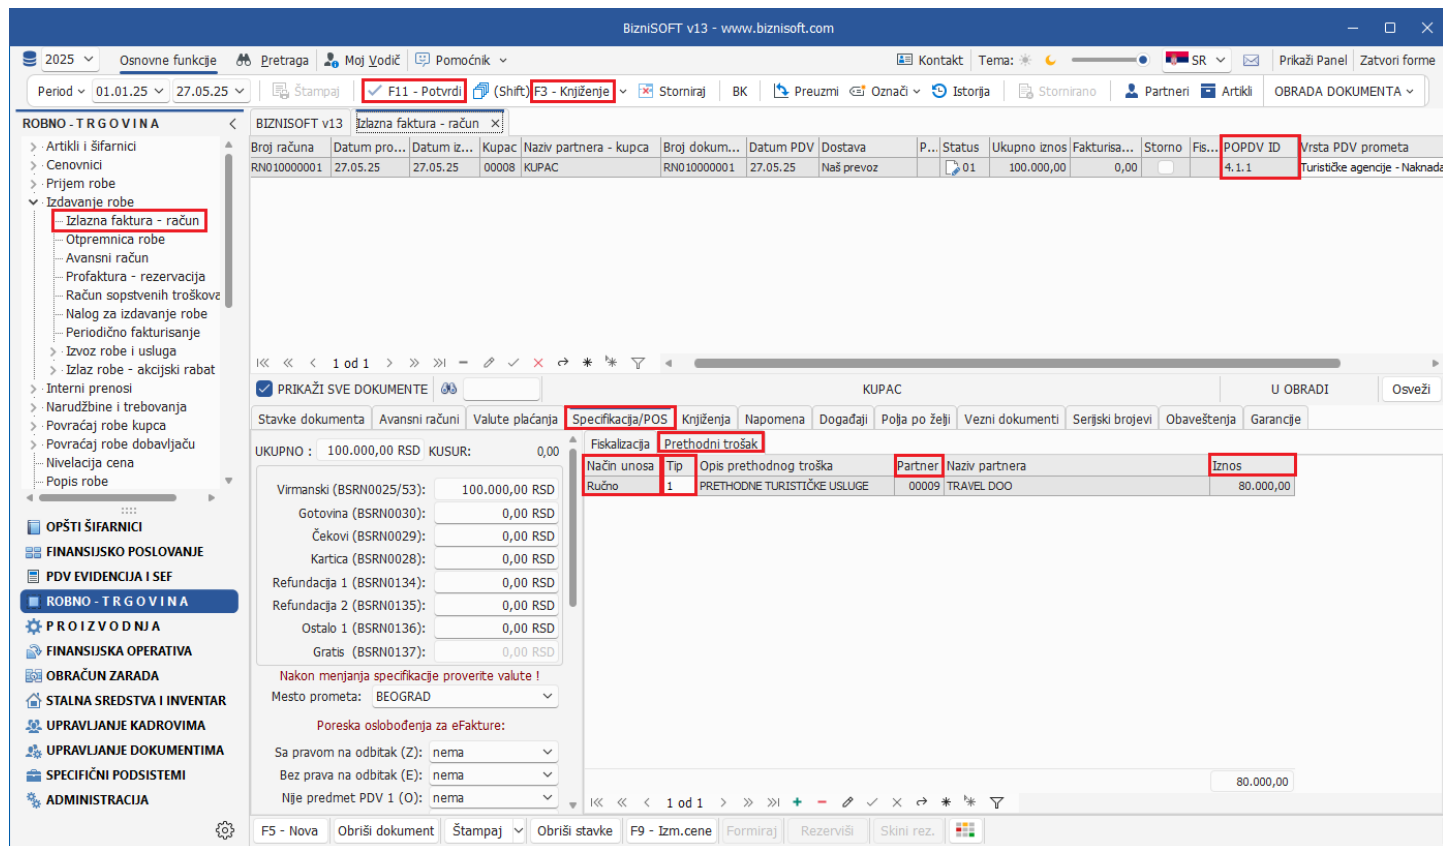 BizniSOFT v13 - www.biznisoft.com
2025 Osnovne funkcije Pretraga Moj Vodič Pomoćnik Kontakt Tema: SR Prikaži Panel Zatvori forme
Period 01.01.25 27.05.25 Štampaj F11 - Potvrdi (Shift) F3 - Knjiženje Storniraj BK Preuzmi Označi Istorija Stornirano Partneri Artikli OBRADA DOKUMENTA
ROBNO - T R G O V I N A
Artikli i šifarnici
Cenovnici
Prijem robe
Izdavanje robe
Izlazna faktura - račun
Otpremnica robe
Avansni račun
Profaktura - rezervacija
Račun sopstvenih troškova
Nalog za izdavanje robe
Periodično fakturisanje
Izvoz robe i usluga
Izlaz robe - akcijski rabat
Interni prenosi
Narudžbine i trebovanja
Povraćaj robe kupca
Povraćaj robe dobavljaču
Nivelacija cena
Popis robe
OPŠTI ŠIFARNICI
FINANSIJSKO POSLOVANJE
PDV EVIDENCIJA I SEF
ROBNO - T R G O V I N A
P R O I Z V O D NJ A
FINANSIJSKA OPERATIVA
OBRAČUN ZARADA
STALNA SREDSTVA I INVENTAR
UPRAVLJANJE KADROVIMA
UPRAVLJANJE DOKUMENTIMA
SPECIFIČNI PODSISTEMI
ADMINISTRACIJA
BIZNISOFT v13 Izlazna faktura - račun
Broj računa Datum pro... Datum iz... Kupac Naziv partnera - kupca Broj dokum... Datum PDV Dostava P... Status Ukupno iznos Fakturisa... Storno Fis... POPDV ID Vrsta PDV prometa
RN010000001 27.05.25 27.05.25 00008 KUPAC RN010000001 27.05.25 Naš prevoz 01 100.000,00 0,00 4.1.1 Turističke agencije - Naknada
1 od 1
PRIKAŽI SVE DOKUMENTE KUPAC U OBRADI Osveži
Stavke dokumenta Avansni računi Valute plaćanja Specifikacija/POS Knjiženja Napomena Događaji Polja po želji Vezni dokumenti Serijski brojevi Obaveštenja Garancije
UKUPNO : 100.000,00 RSD KUSUR: 0,00
Virmanski (BSRN0025/53): 100.000,00 RSD
Gotovina (BSRN0030): 0,00 RSD
Čekovi (BSRN0029): 0,00 RSD
Kartica (BSRN0028): 0,00 RSD
Refundacija 1 (BSRN0134): 0,00 RSD
Refundacija 2 (BSRN0135): 0,00 RSD
Ostalo 1 (BSRN0136): 0,00 RSD
Gratis (BSRN0137): 0,00 RSD
Nakon menjanja specifikacije proverite valute !
Mesto prometa: BEOGRAD
Poreska oslobođenja za eFakture:
Sa pravom na odbitak (Z): nema
Bez prava na odbitak (E): nema
Nije predmet PDV 1 (O): nema
Fiskalizacija Prethodni trošak
Način unosa Tip Opis prethodnog troška Partner Naziv partnera Iznos
Ručno 1 PRETHODNE TURISTIČKE USLUGE 00009 TRAVEL DOO 80.000,00
80.000,00
1 od 1
F5 - Nova Obriši dokument Štampaj Obriši stavke F9 - Izm.cene Formiraj Rezerviši Skini rez.